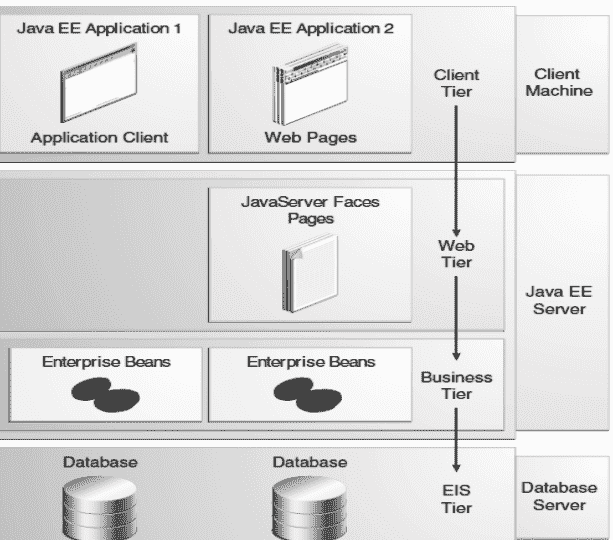 Java EE Application 1
Java EE Application 2
Application Client
Web Pages
Client
Tier
Client
Machine
JavaServer Faces
Pages
Web
Tier
Java EE
Server
Enterprise Beans
Enterprise Beans
Business
Tier
Database
Database
EIS
Tier
Database
Server